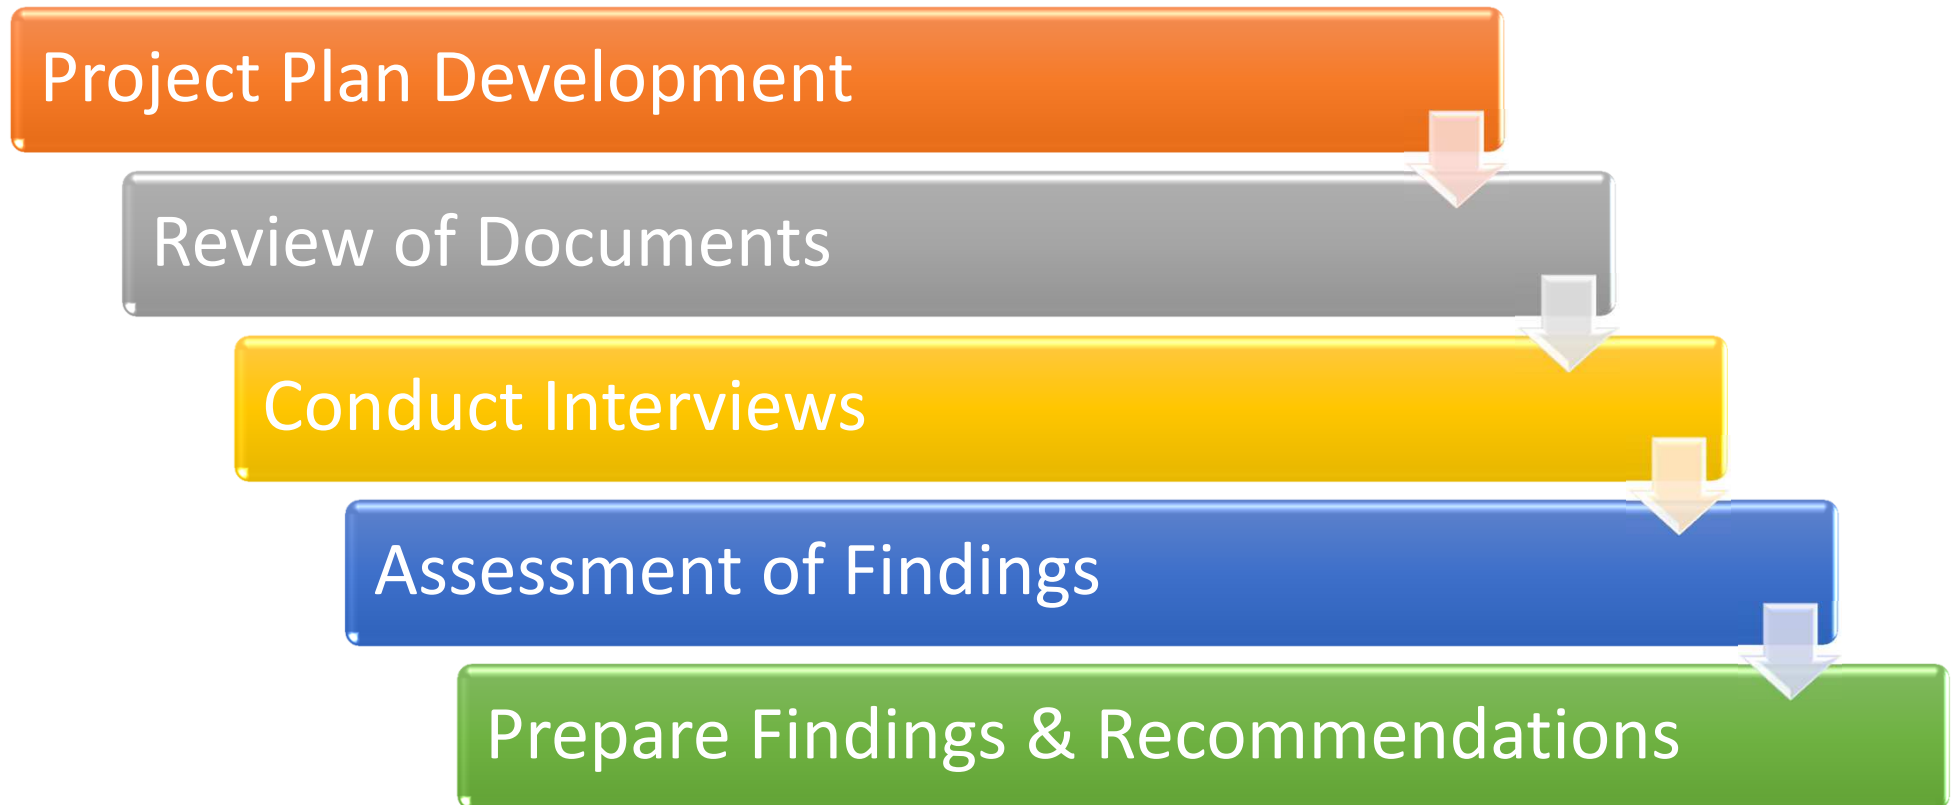 Project Plan Development
Review of Documents
Conduct Interviews
Assessment of Findings
Prepare Findings & Recommendations